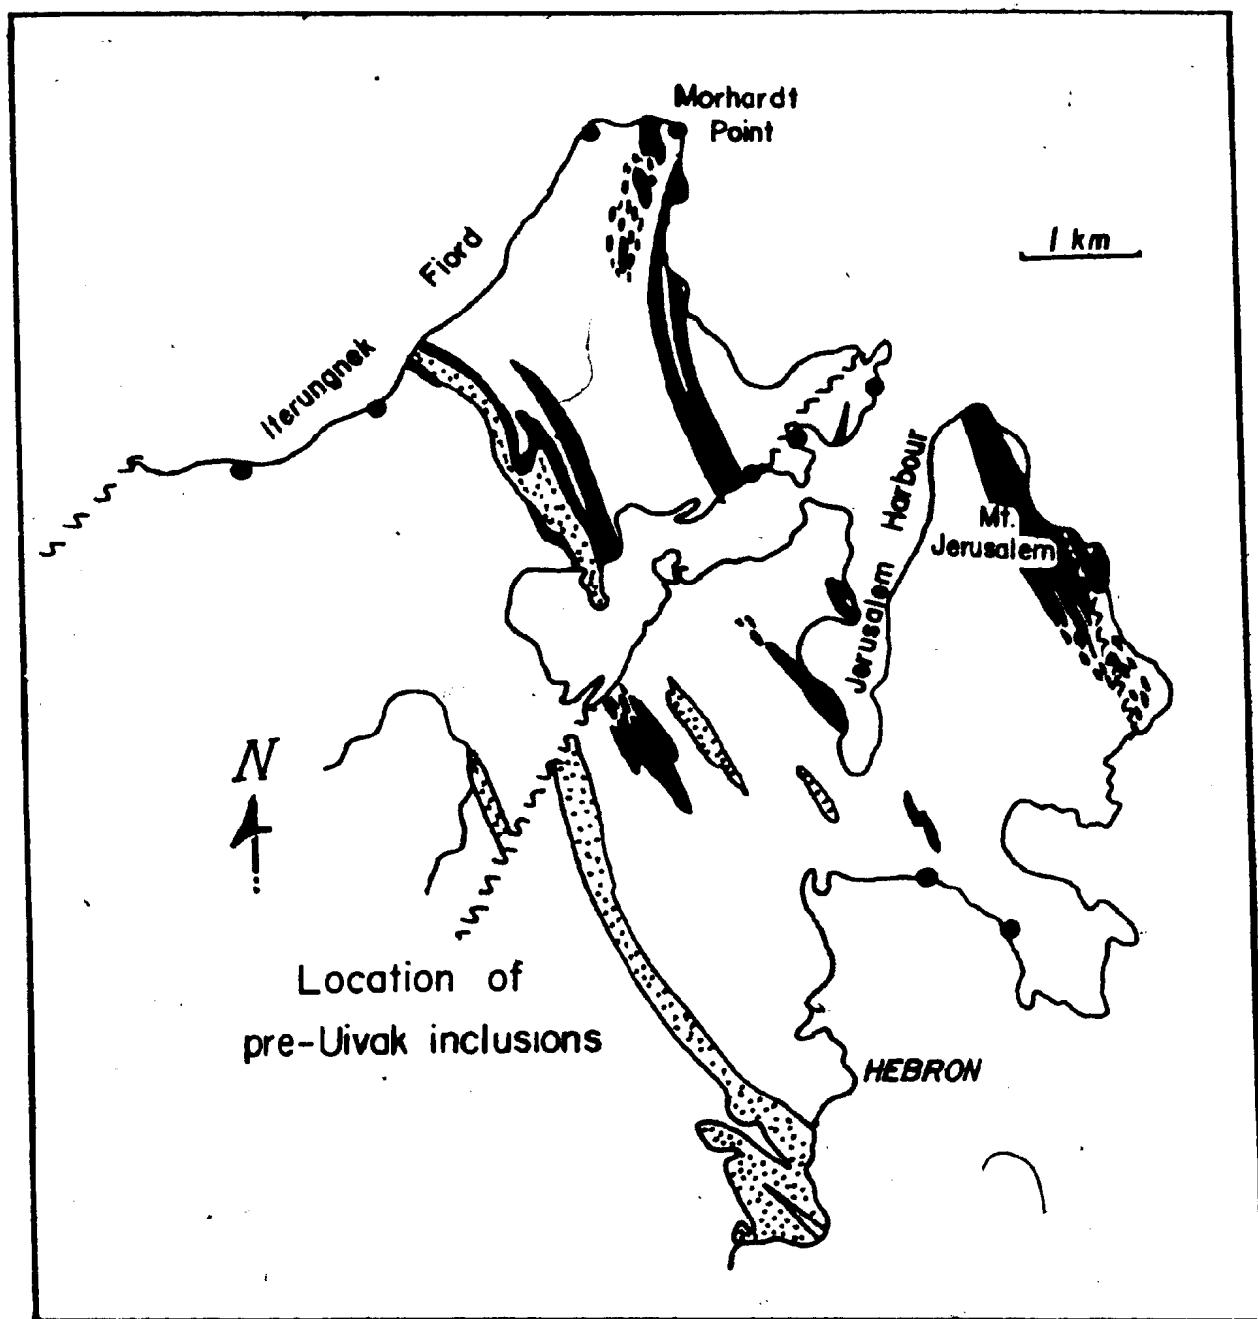 Morhardt
Point
1 km
Fiord
Iterungnek
Harbour
Jerusalem
Mt.
Jerusalem
N
Location of
pre-Uivak inclusions
HEBRON